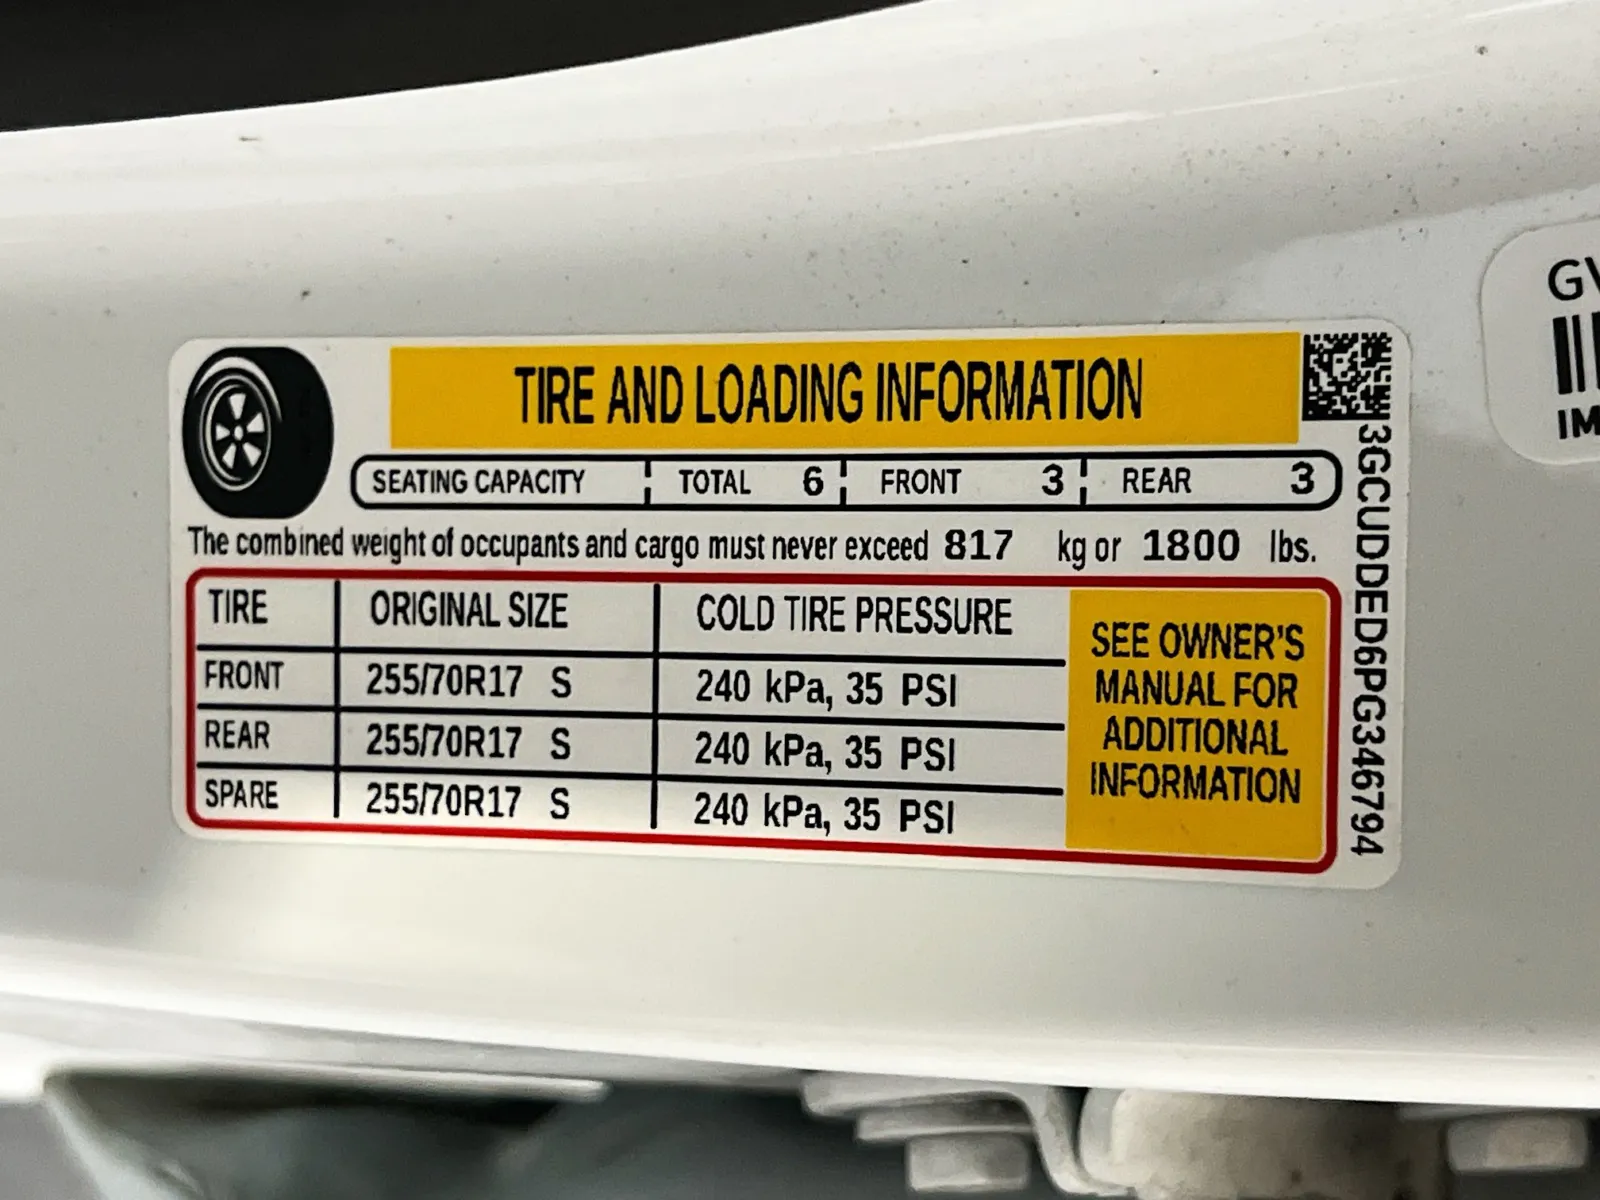 TIRE AND LOADING INFORMATION
SEATING CAPACITY TOTAL 6 FRONT 3 REAR 3
The combined weight of occupants and cargo must never exceed 817 kg or 1800 lbs.
TIRE ORIGINAL SIZE COLD TIRE PRESSURE
FRONT 255/70R17 S 240 kPa, 35 PSI
REAR 255/70R17 S 240 kPa, 35 PSI
SPARE 255/70R17 S 240 kPa, 35 PSI
SEE OWNER'S
MANUAL FOR
ADDITIONAL
INFORMATION
3GCUDDED6PG346794